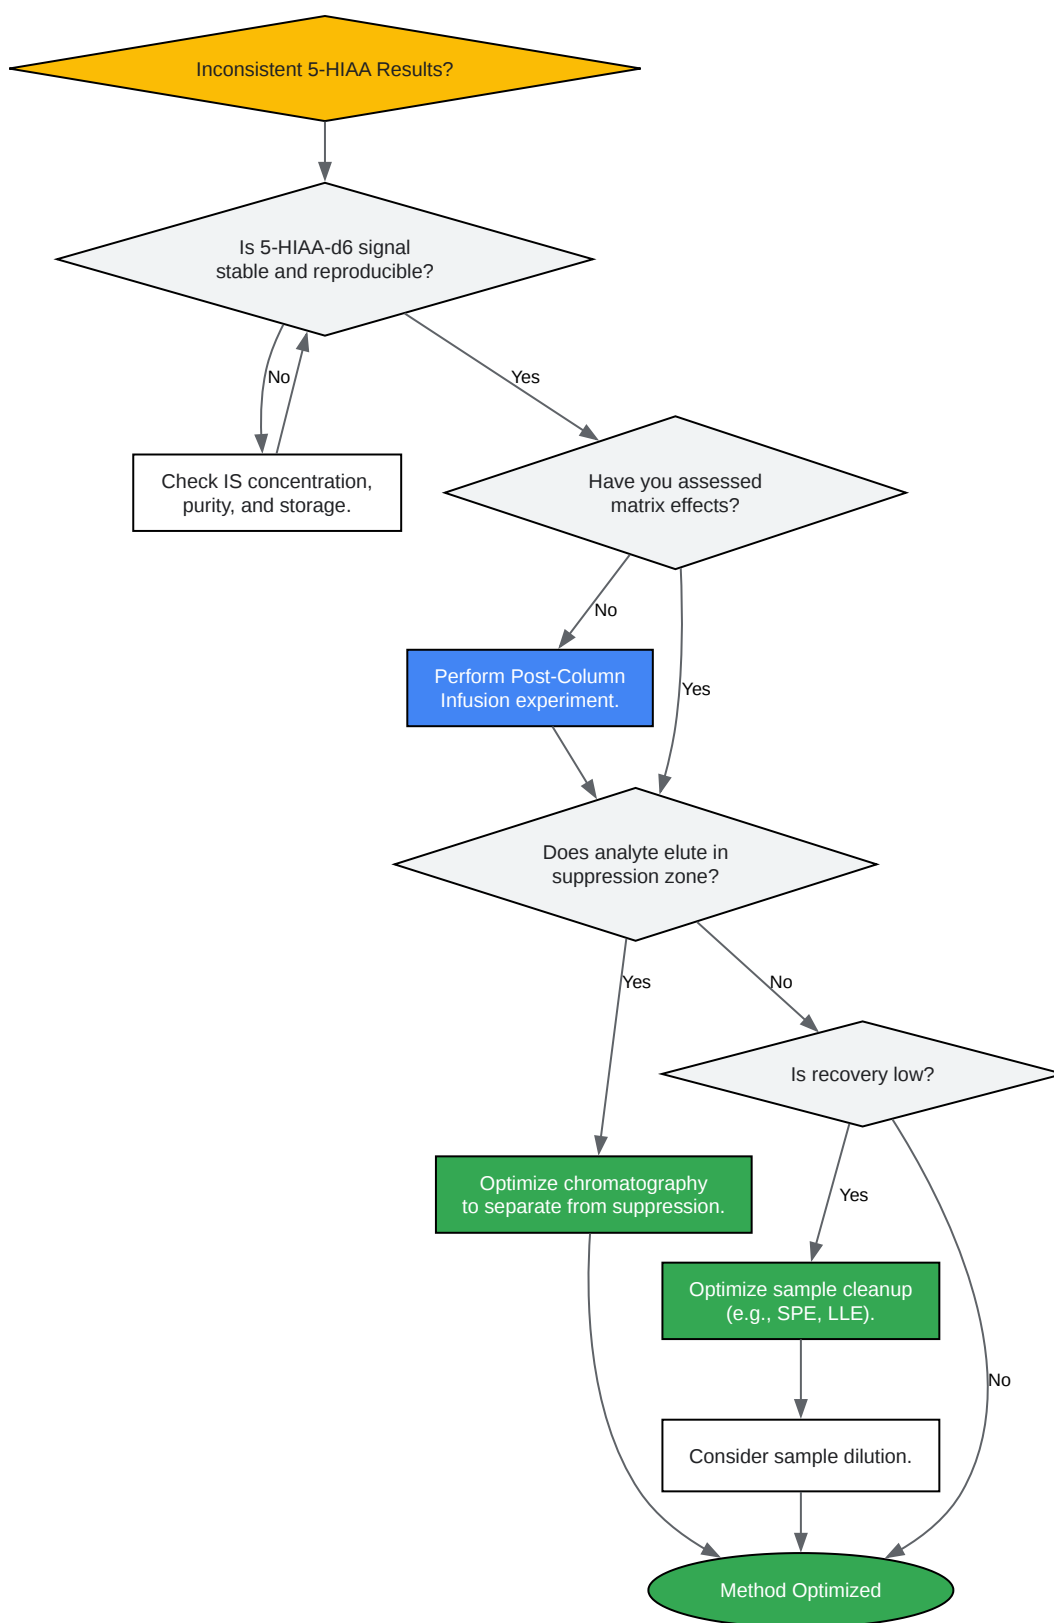 Inconsistent 5-HIAA Results?
Is 5-HIAA-d6 signal
stable and reproducible?
No
Yes
Check IS concentration,
purity, and storage.
Have you assessed
matrix effects?
No
Yes
Perform Post-Column
Infusion experiment.
Does analyte elute in
suppression zone?
Yes
No
Is recovery low?
Optimize chromatography
to separate from suppression.
Yes
No
Optimize sample cleanup
(e.g., SPE, LLE).
Consider sample dilution.
Method Optimized